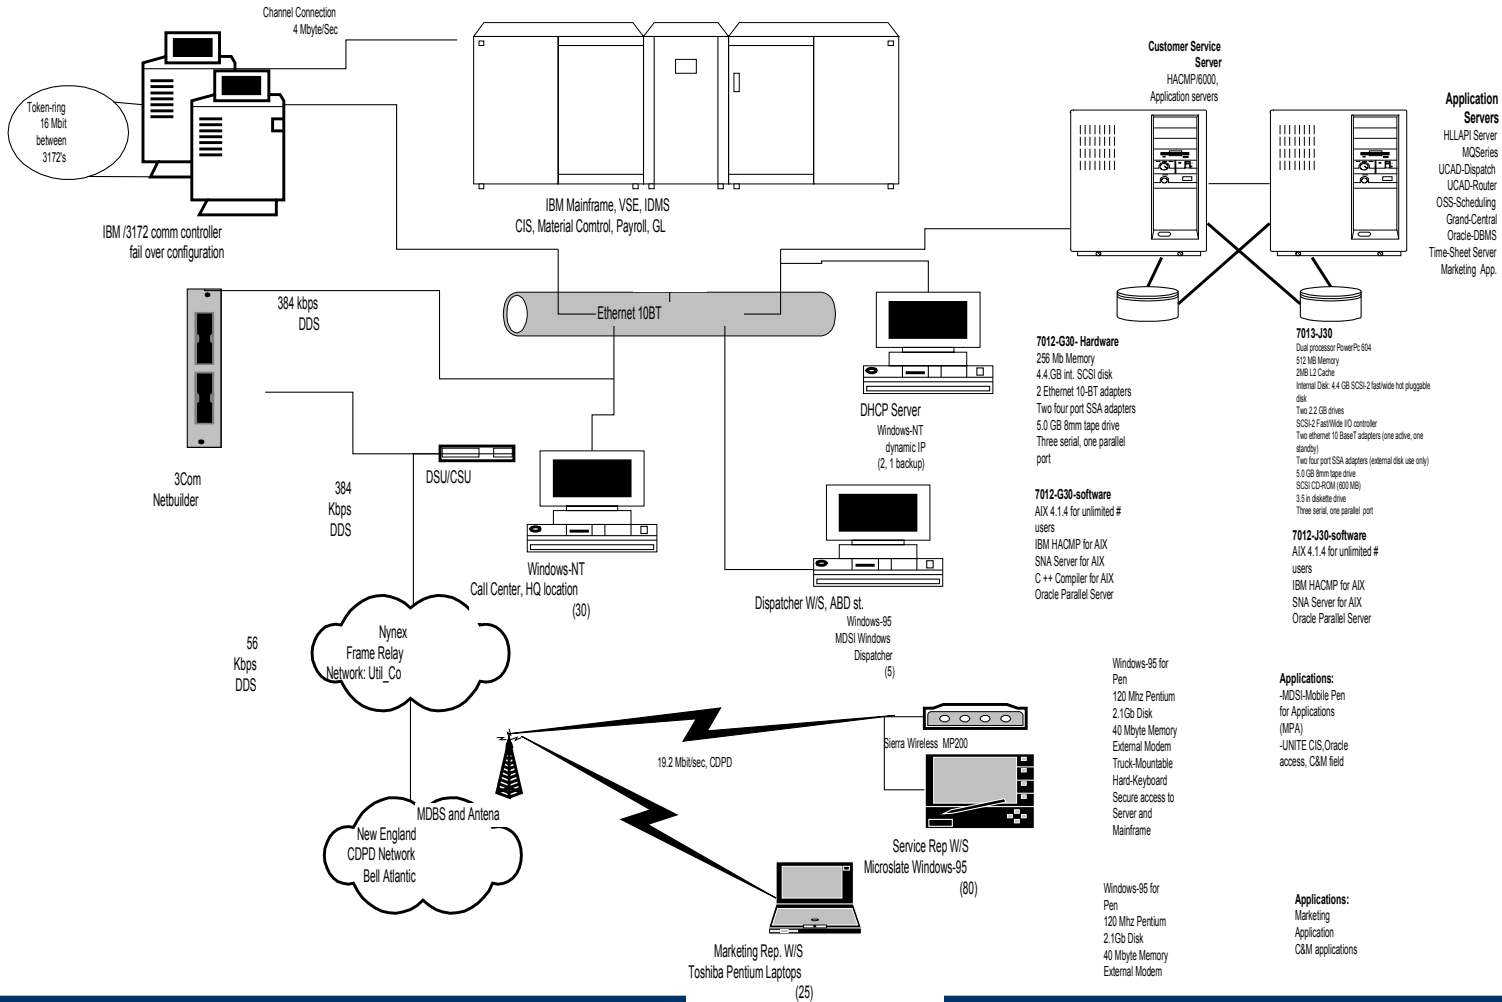 Channel Connection
4 Mbyte/Sec
Token-ring
16 Mbit
between
3172's
IBM /3172 comm controller
fail over configuration
IBM Mainframe, VSE, IDMS
CIS, Material Comtrol, Payroll, GL
Customer Service
Server
HACMP/6000,
Application servers
Application
Servers
HLLAPI Server
MQSeries
UCAD-Dispatch
UCAD-Router
OSS-Scheduling
Grand-Central
Oracle-DBMS
Time-Sheet Server
Marketing App.
384 kbps
DDS
Ethernet 10BT
3Com
Netbuilder
384
Kbps
DDS
DSU/CSU
DHCP Server
Windows-NT
dynamic IP
(2, 1 backup)
Windows-NT
Call Center, HQ location
(30)
Dispatcher W/S, ABD st.
Windows-95
MDSI Windows
Dispatcher
(5)
7012-G30- Hardware
256 Mb Memory
4.4.GB int. SCSI disk
2 Ethernet 10-BT adapters
Two four port SSA adapters
5.0 GB 8mm tape drive
Three serial, one parallel
port
7012-G30-software
AIX 4.1.4 for unlimited #
users
IBM HACMP for AIX
SNA Server for AIX
C ++ Compiler for AIX
Oracle Parallel Server
7013-J30
Dual processor PowerPc 604
512 MB Memory
2MB L2 Cache
Internal Disk: 4.4 GB SCSI-2 fast/wide hot pluggable
disk
Two 2.2 GB drives
SCSI-2 Fast/Wide I/O controller
Two ethernet 10 BaseT adapters (one active, one
standby)
Two four port SSA adapters (external disk use only)
5.0 GB 8mm tape drive
SCSI CD-ROM (600 MB)
3.5 in diskette drive
Three serial, one parallel port
7012-J30-software
AIX 4.1.4 for unlimited #
users
IBM HACMP for AIX
SNA Server for AIX
Oracle Parallel Server
56
Kbps
DDS
Nynex
Frame Relay
Network: Util_Co
MDBS and Antena
New England
CDPD Network
Bell Atlantic
19.2 Mbit/sec, CDPD
Sierra Wireless MP200
Service Rep W/S
Microslate Windows-95
(80)
Marketing Rep. W/S
Toshiba Pentium Laptops
(25)
Windows-95 for
Pen
120 Mhz Pentium
2.1Gb Disk
40 Mbyte Memory
External Modem
Truck-Mountable
Hard-Keyboard
Secure access to
Server and
Mainframe
Applications:
-MDSI-Mobile Pen
for Applications
(MPA)
-UNITE CIS,Oracle
access, C&M field
Windows-95 for
Pen
120 Mhz Pentium
2.1Gb Disk
40 Mbyte Memory
External Modem
Applications:
Marketing
Application
C&M applications